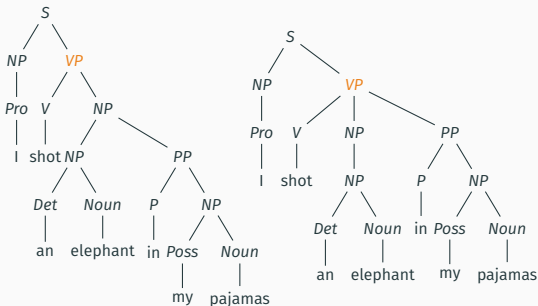 S
NP VP
Pro V NP
I shot NP PP
Det Noun P NP
an elephant in Poss Noun
my pajamas
S
NP VP
Pro V NP PP
I shot NP P NP
Det Noun in Poss Noun
an elephant my pajamas